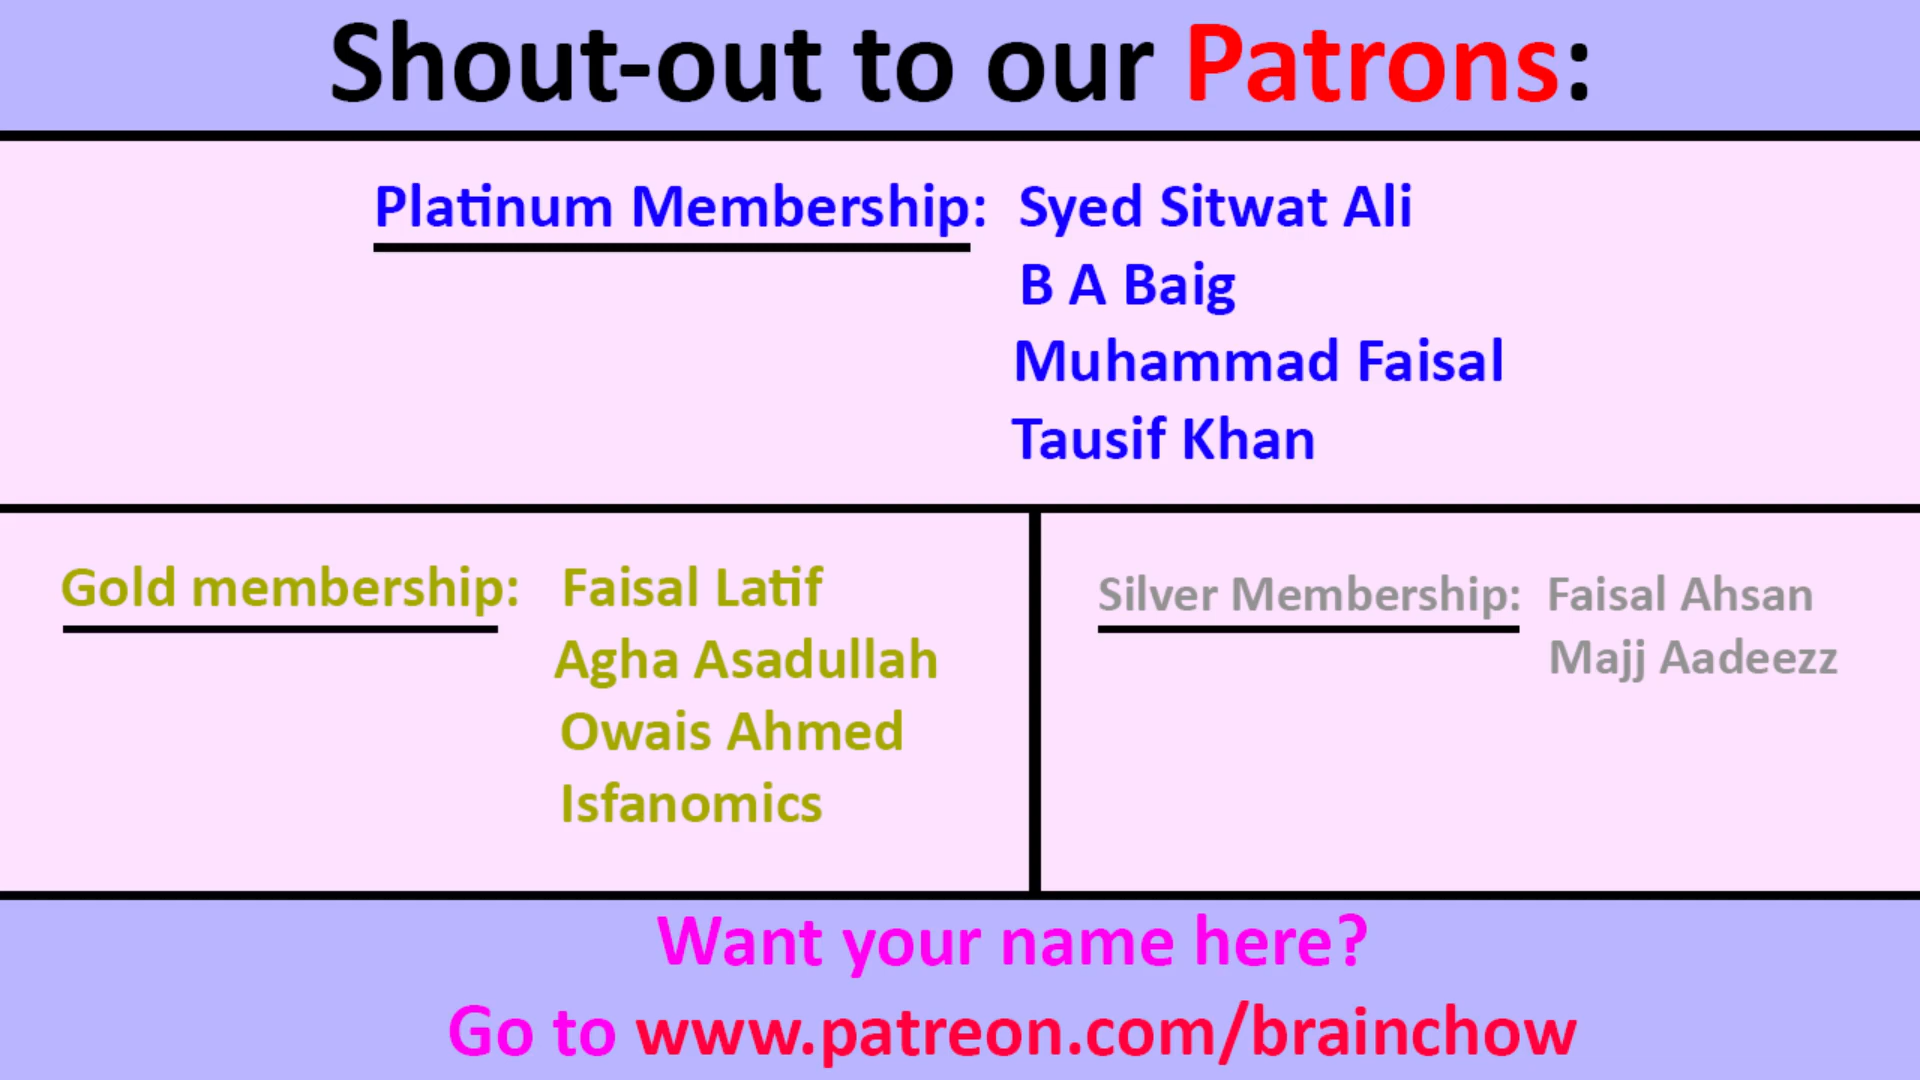 Shout-out to our Patrons:
Platinum Membership: Syed Sitwat Ali
B A Baig
Muhammad Faisal
Tausif Khan
Gold membership: Faisal Latif
Agha Asadullah
Owais Ahmed
Isfanomics
Silver Membership: Faisal Ahsan
Majj Aadeezz
Want your name here?
Go to www.patreon.com/brainchow